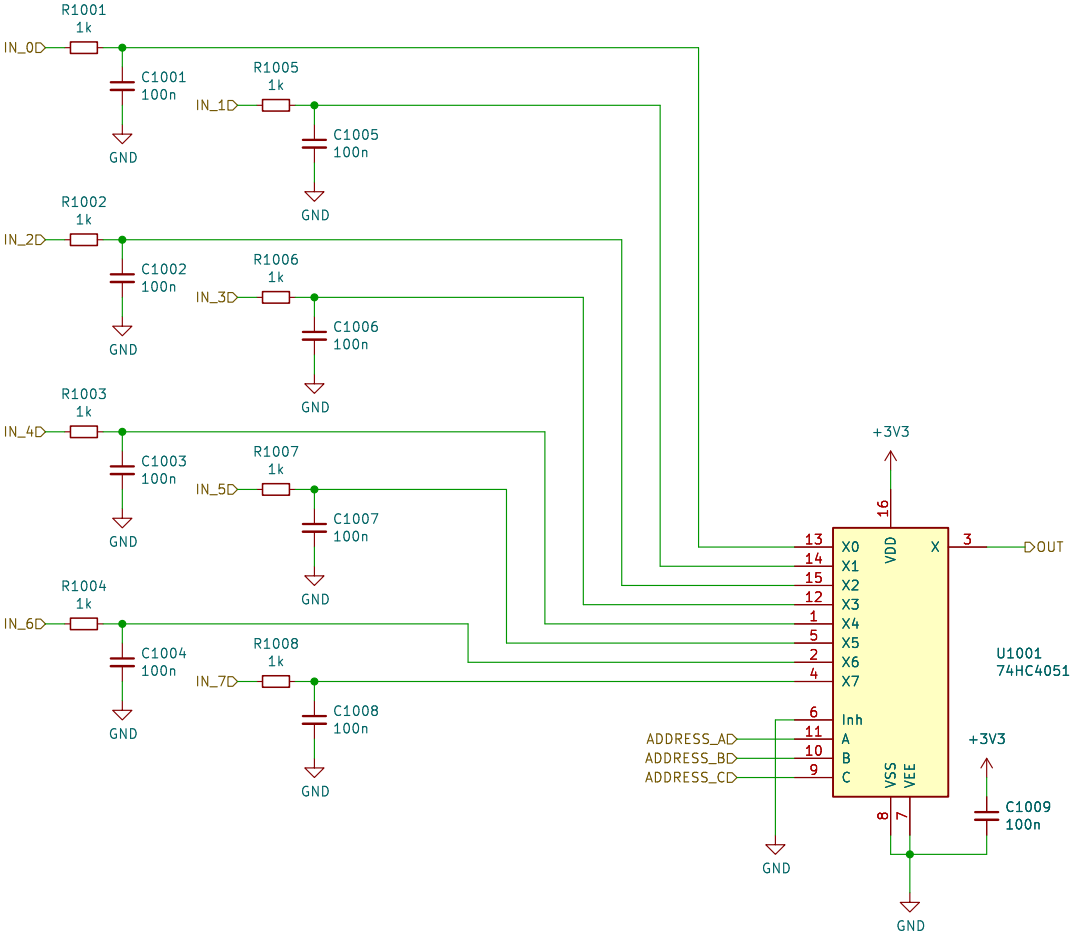 R1001
1k
IN_0
C1001
100n
GND
R1005
1k
IN_1
C1005
100n
GND
R1002
1k
IN_2
C1002
100n
GND
R1006
1k
IN_3
C1006
100n
GND
R1003
1k
IN_4
C1003
100n
GND
R1007
1k
IN_5
C1007
100n
GND
R1004
1k
IN_6
C1004
100n
GND
R1008
1k
IN_7
C1008
100n
GND
+3V3
16
VDD
13 X0
14 X1
15 X2
12 X3
1 X4
5 X5
2 X6
4 X7
6 Inh
ADDRESS_A 11 A
ADDRESS_B 10 B
ADDRESS_C 9 C
X 3 OUT
U1001
74HC4051
VSS
VEE
8
7
+3V3
C1009
100n
GND
GND